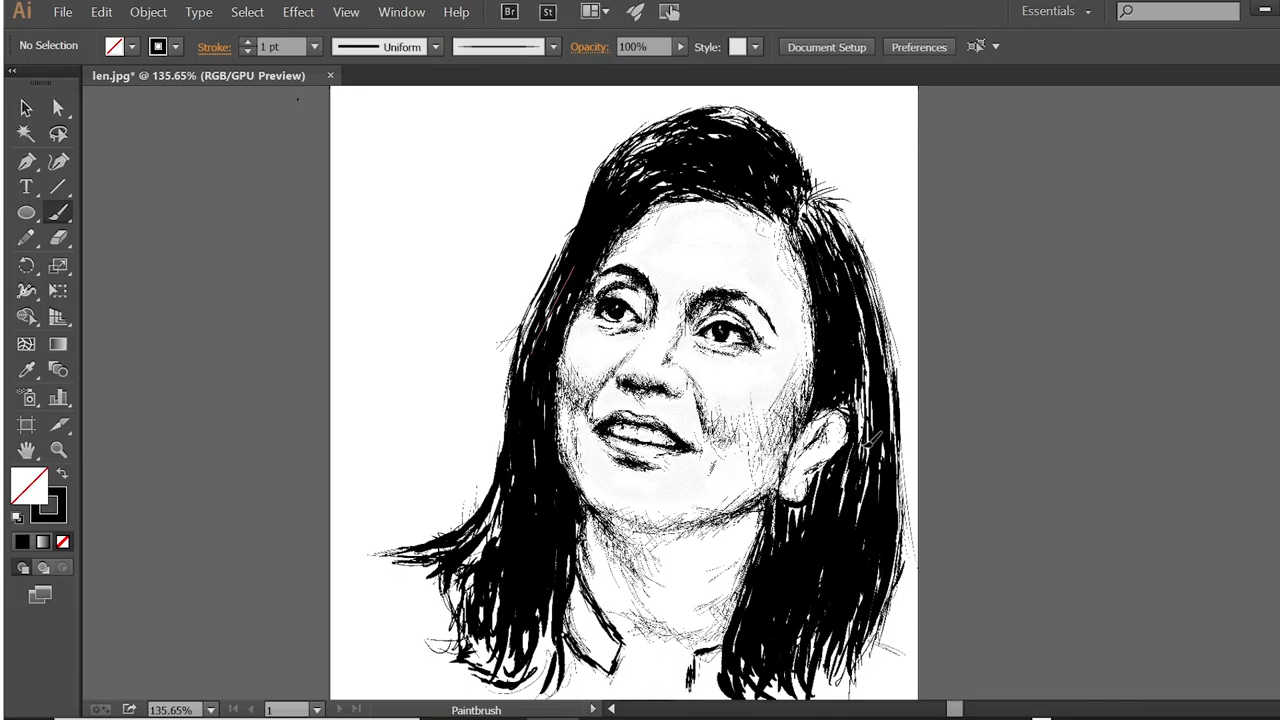 Ai File Edit Object Type Select Effect View Window Help Br St Essentials
No Selection Stroke: 1 pt Uniform Opacity: 100% Style: Document Setup Preferences
len.jpg* @ 135.65% (RGB/GPU Preview) ×
T
135.65% 1 Paintbrush